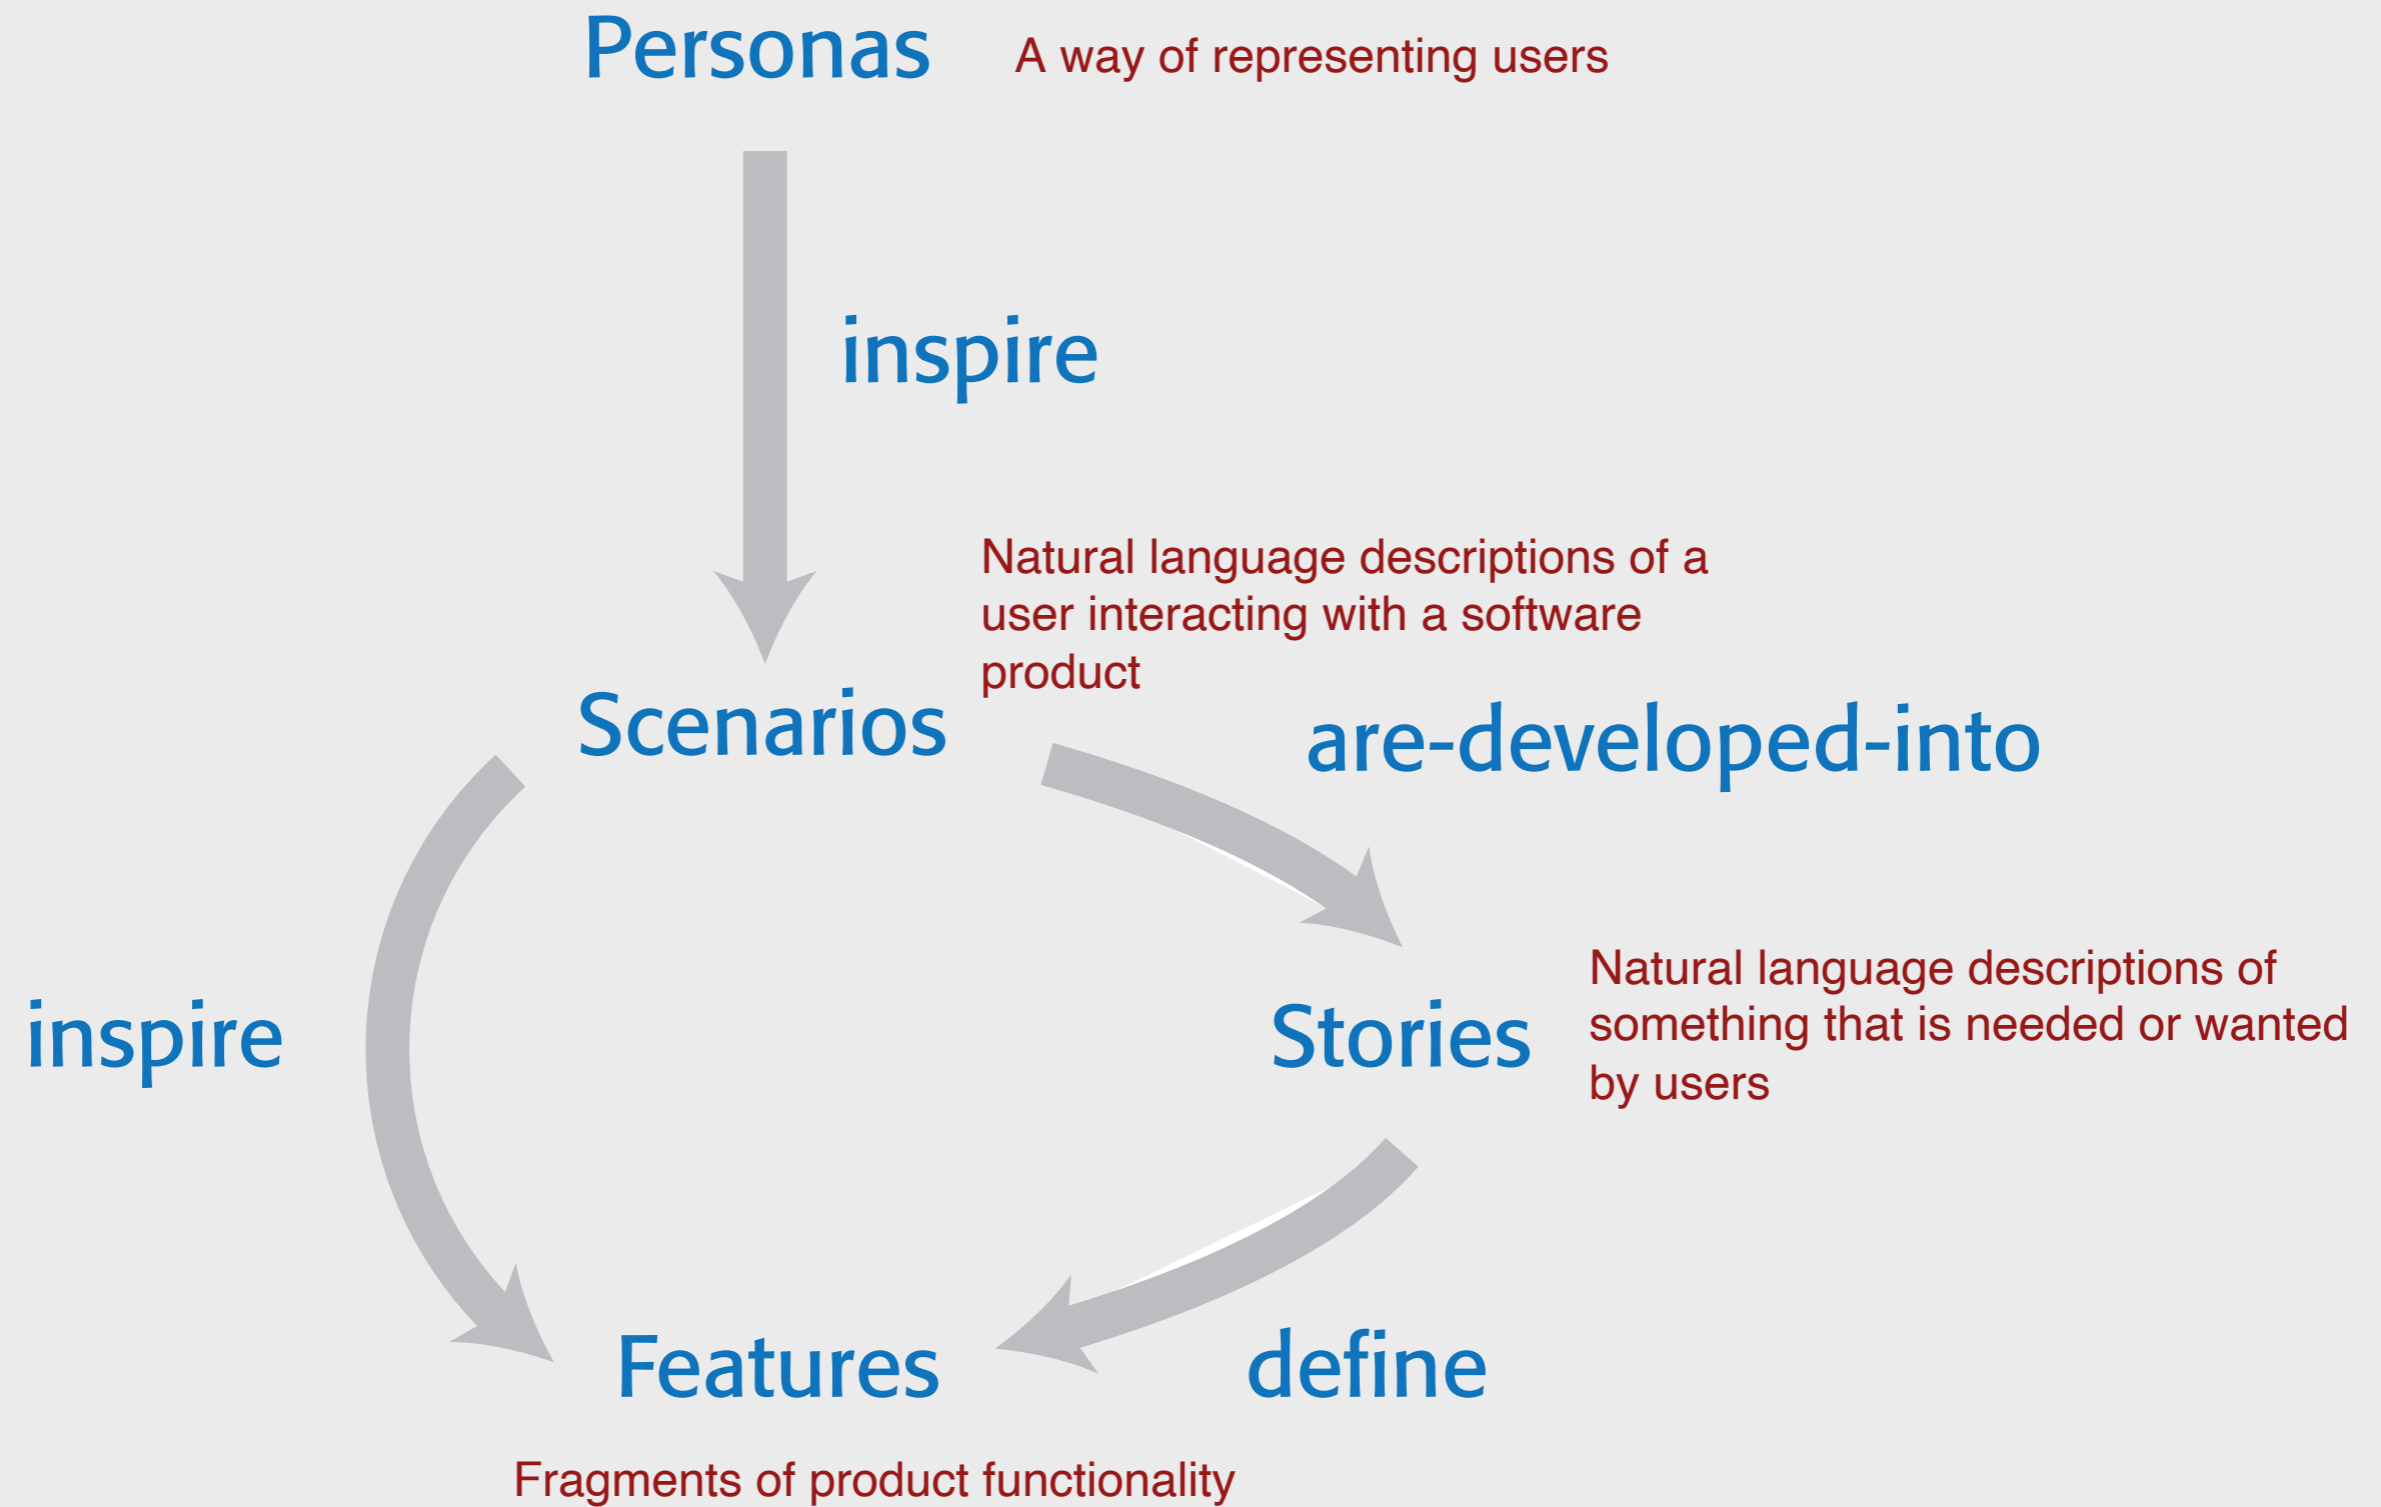 Personas
A way of representing users
inspire
Natural language descriptions of a
user interacting with a software
product
Scenarios
are-developed-into
inspire
Stories
Natural language descriptions of
something that is needed or wanted
by users
Features
define
Fragments of product functionality